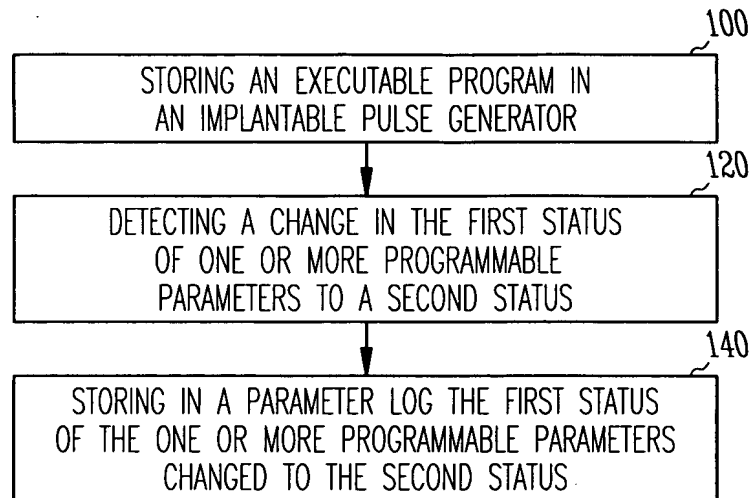 100
STORING AN EXECUTABLE PROGRAM IN
AN IMPLANTABLE PULSE GENERATOR
120
DETECTING A CHANGE IN THE FIRST STATUS
OF ONE OR MORE PROGRAMMABLE
PARAMETERS TO A SECOND STATUS
140
STORING IN A PARAMETER LOG THE FIRST STATUS
OF THE ONE OR MORE PROGRAMMABLE PARAMETERS
CHANGED TO THE SECOND STATUS